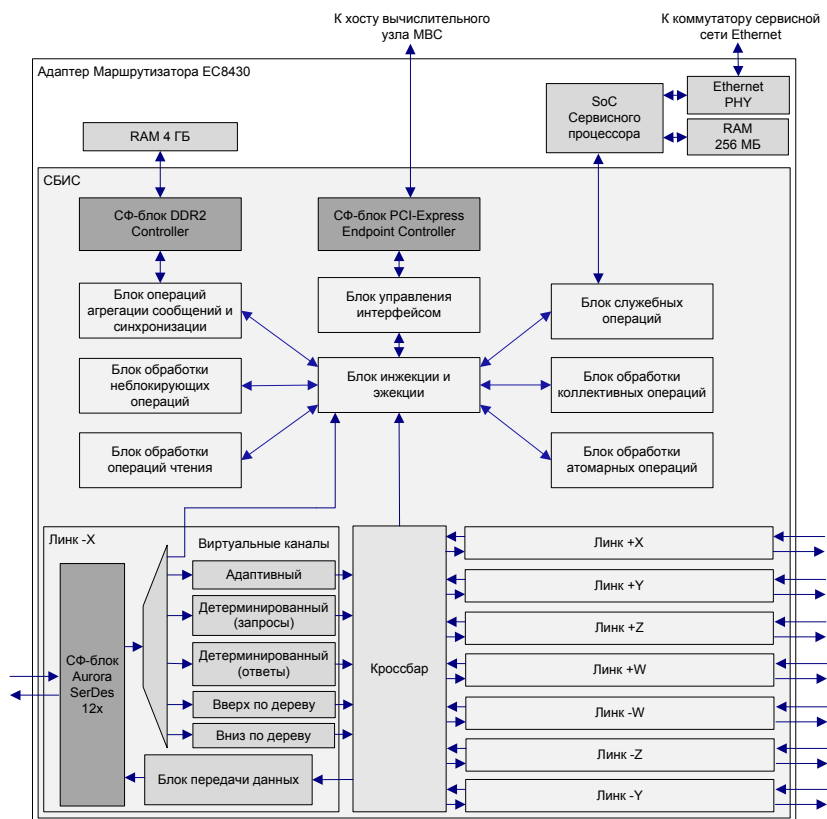 К хосту вычислительного
узла МВС
К коммутатору сервисной
сети Ethernet
Адаптер Маршрутизатора ЕС8430
Ethernet
PHY
SoC
Сервисного
процессора
RAM
256 МБ
RAM 4 ГБ
СБИС
СФ-блок DDR2
Controller
СФ-блок PCI-Express
Endpoint Controller
Блок операций
агрегации сообщений и
синхронизации
Блок управления
интерфейсом
Блок служебных
операций
Блок обработки
неблокирующих
операций
Блок инжекции и
эжекции
Блок обработки
коллективных операций
Блок обработки
операций чтения
Блок обработки
атомарных операций
Линк -X
Виртуальные каналы
СФ-блок
Aurora
SerDes
12x
Адаптивный
Детерминированный
(запросы)
Детерминированный
(ответы)
Вверх по дереву
Вниз по дереву
Блок передачи данных
Кроссбар
Линк +X
Линк +Y
Линк +Z
Линк +W
Линк -W
Линк -Z
Линк -Y